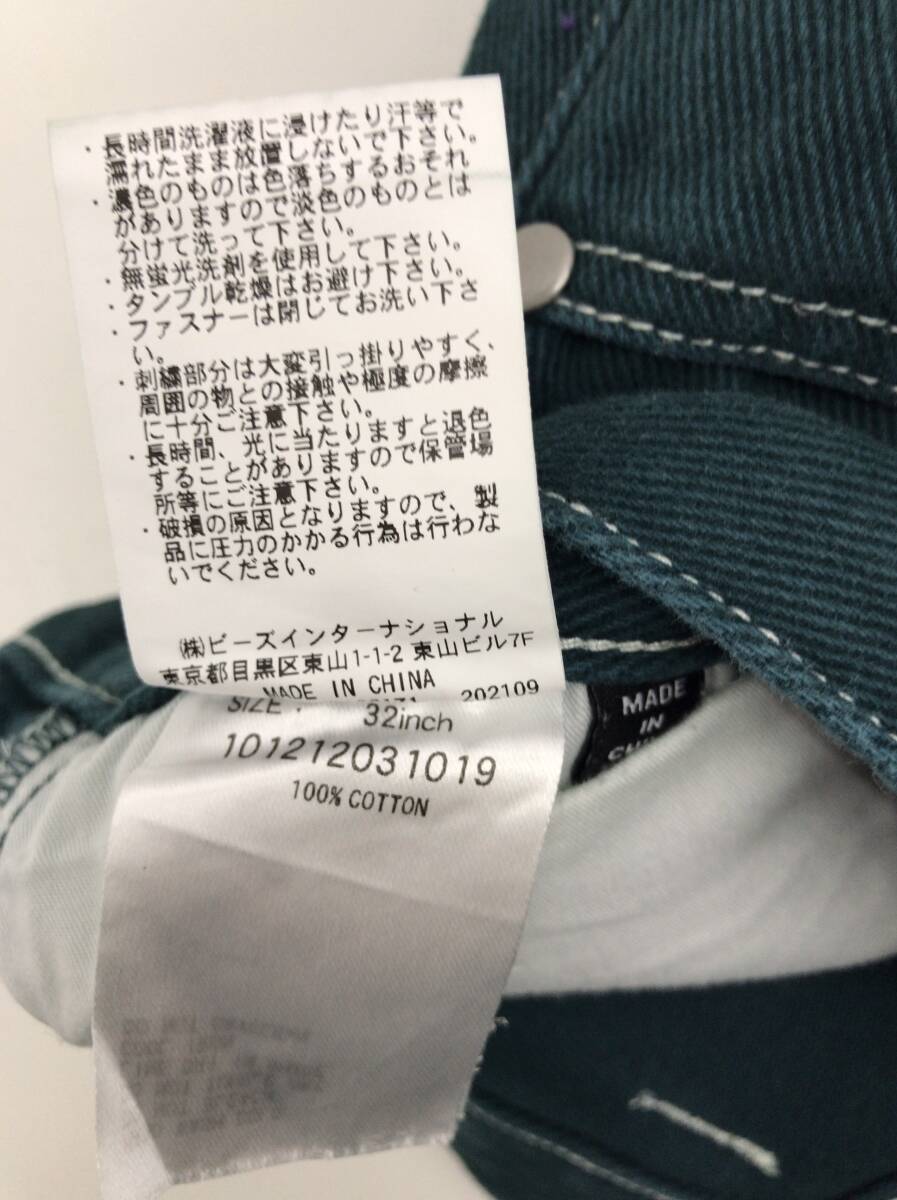 ・長時間洗濯液に浸けたり汗等で
濡れたまま放置しないで下さい。
・濃色のものは色落ちするおそれ
がありますので淡色のものとは
分けて洗って下さい。
・無蛍光洗剤を使用して下さい。
・タンブル乾燥はお避け下さい。
・ファスナーは閉じてお洗い下さ
い。
・刺繍部分は大変引っ掛りやすく、
周囲の物との接触や極度の摩擦
に十分ご注意下さい。
・長時間、光に当たりますと退色
することがありますので保管場
所等にご注意下さい。
・破損の原因となりますので、製
品に圧力のかかる行為は行わな
いでください。
㈱ビーズインターナショナル
東京都目黒区東山1-1-2 東山ビル7F
MADE IN CHINA 202109
SIZE : 32inch
101212031019
100% COTTON
MADE
IN